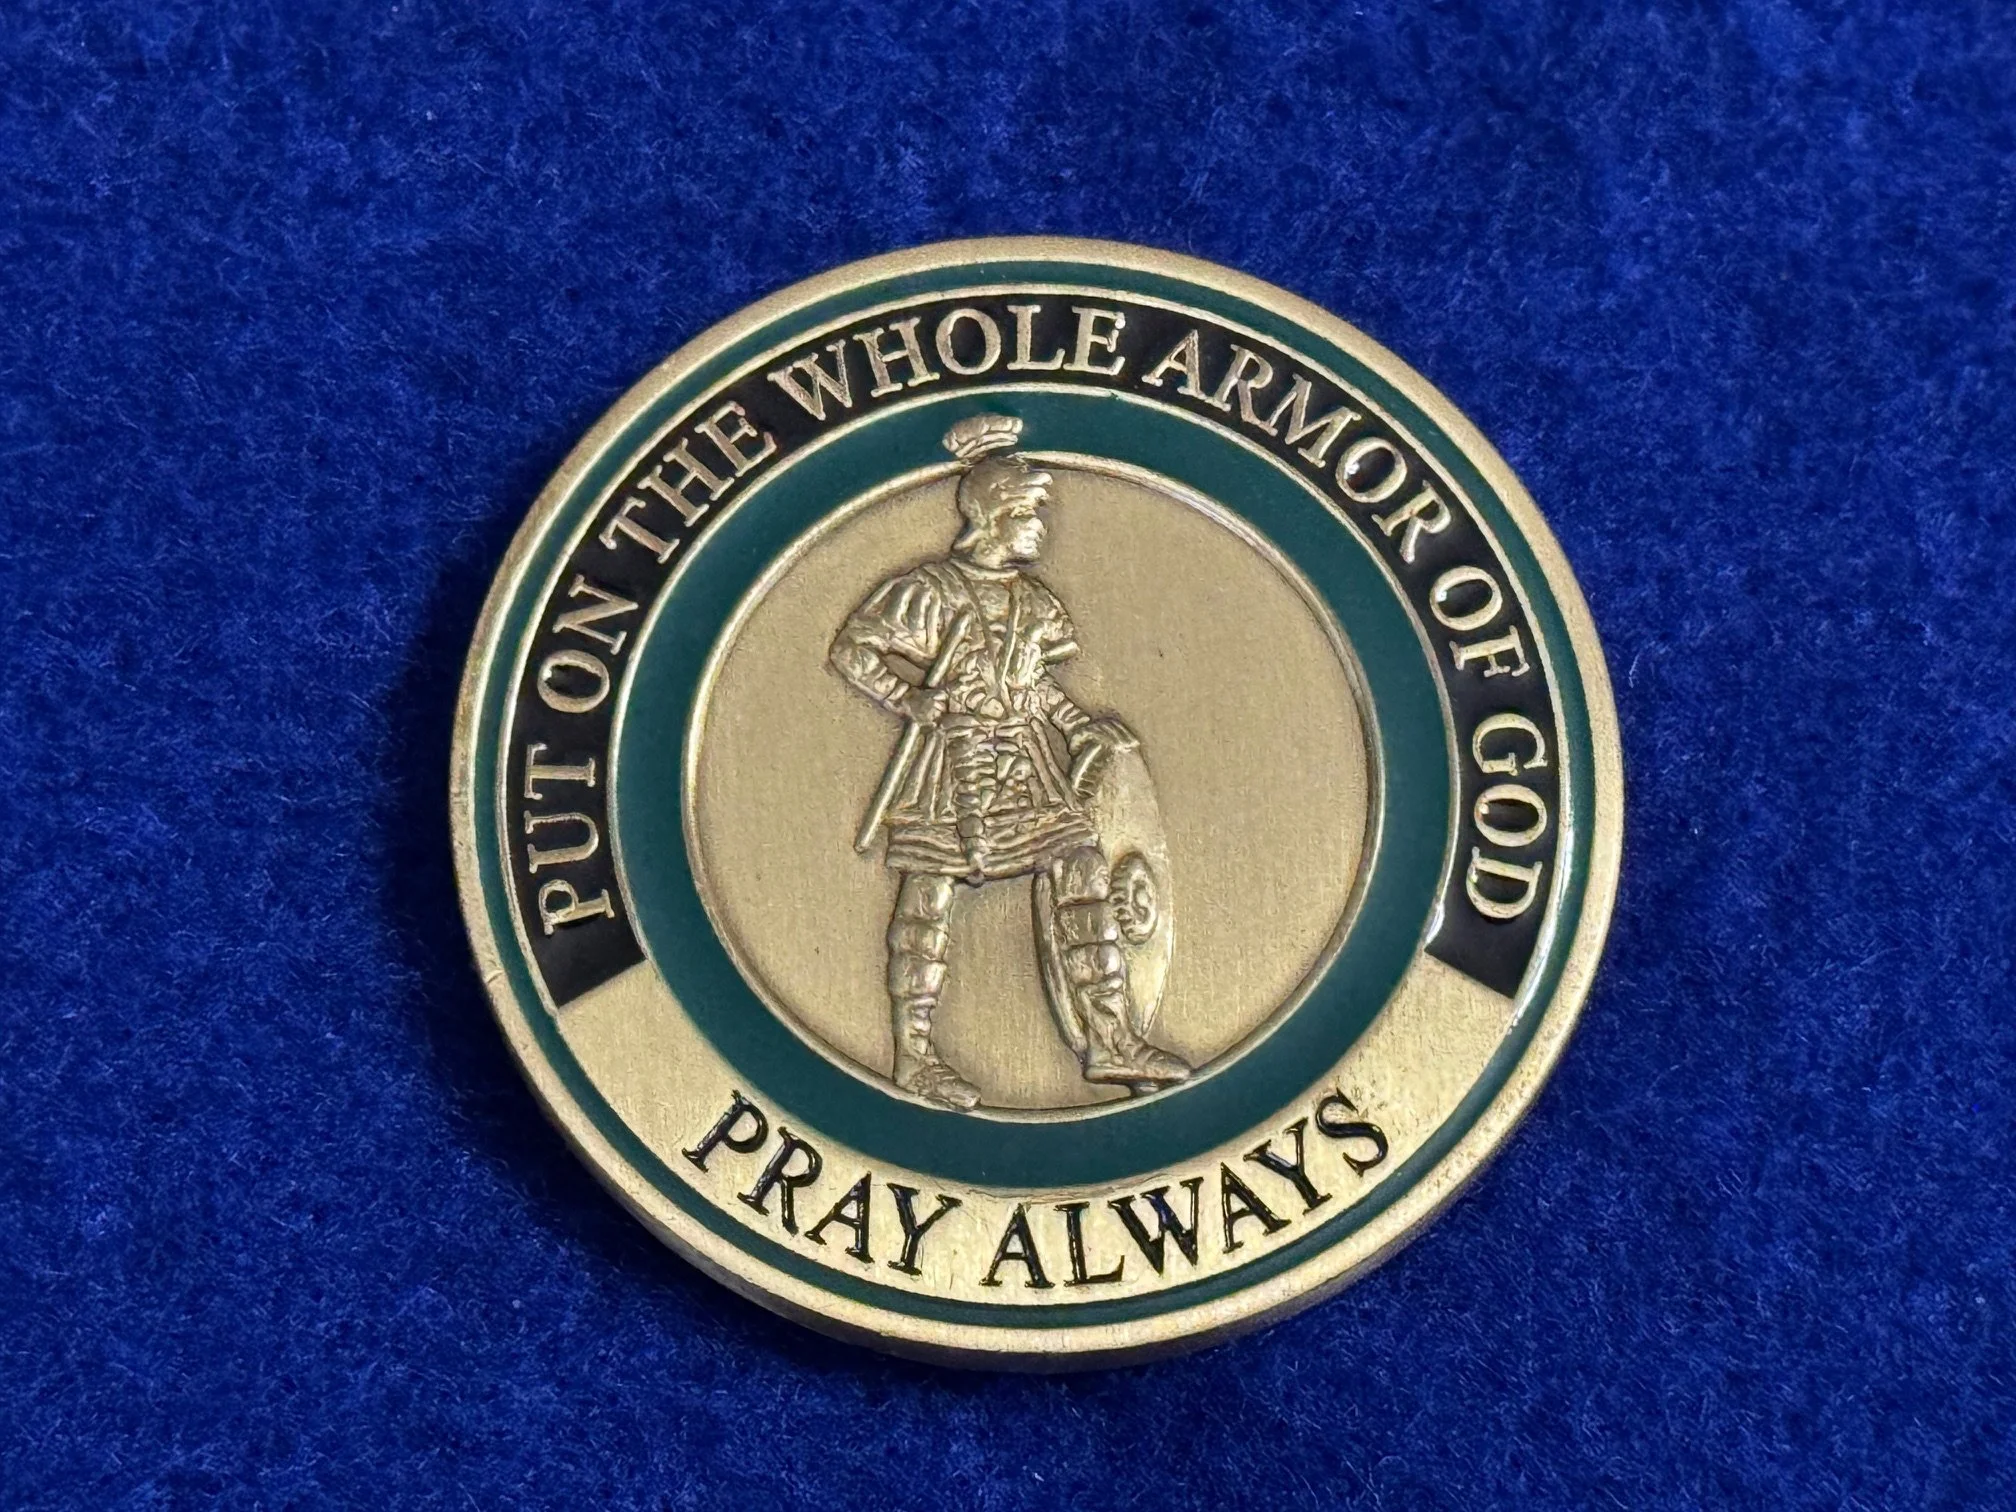 PUT ON THE WHOLE ARMOR OF GOD
PRAY ALWAYS